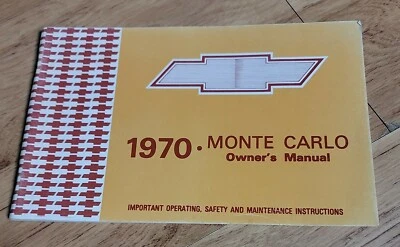 1970 • MONTE CARLO
Owner's Manual
IMPORTANT OPERATING, SAFETY AND MAINTENANCE INSTRUCTIONS